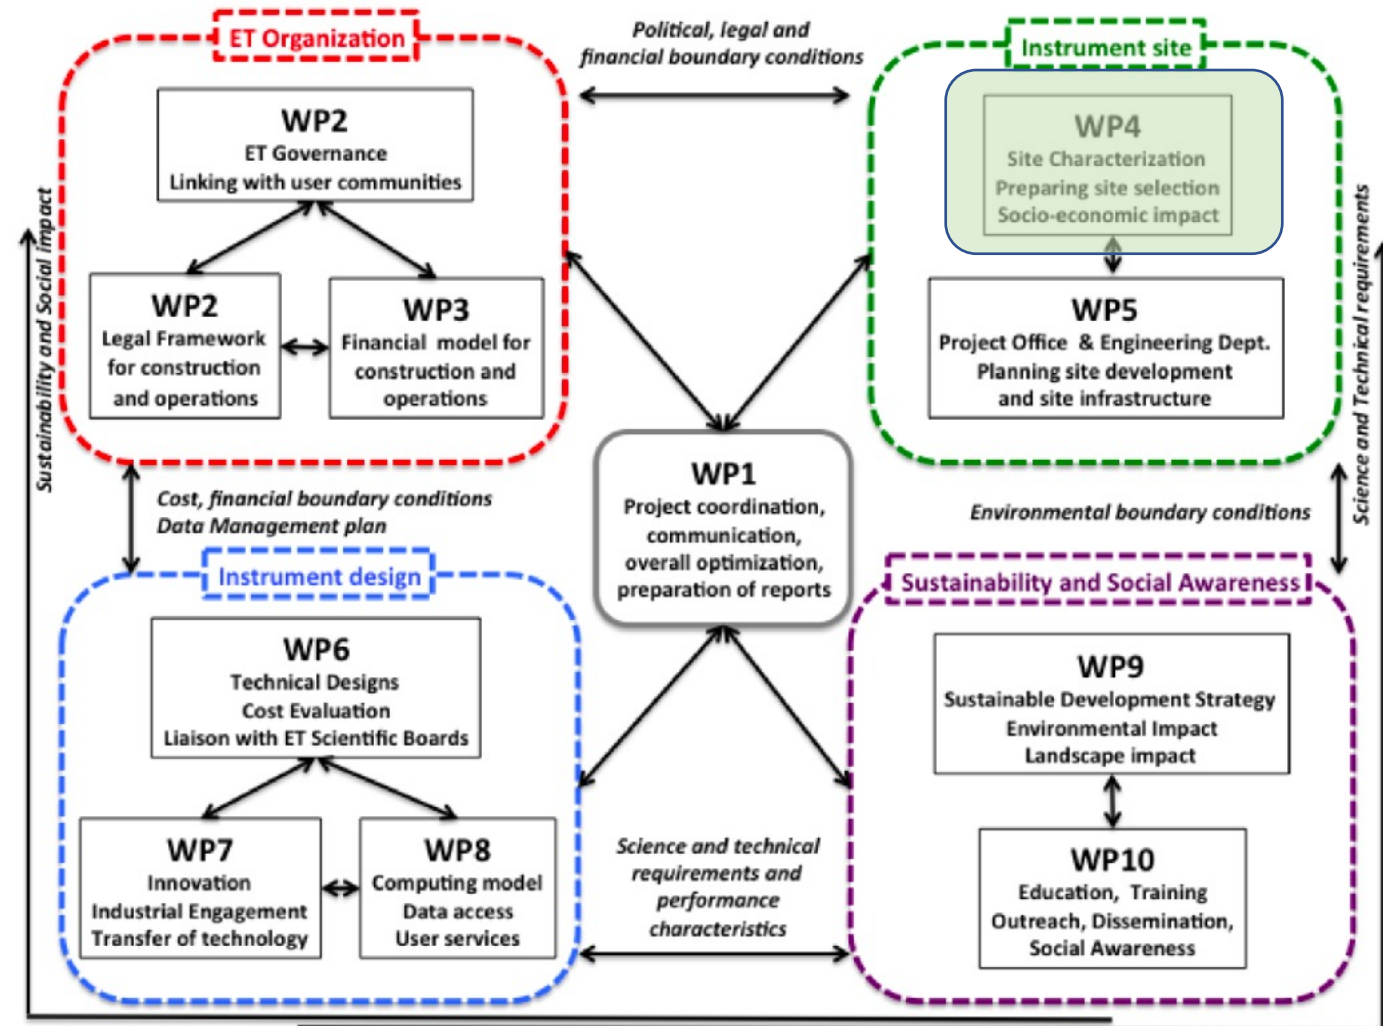 ET Organization
Political, legal and
financial boundary conditions
Instrument site
WP2
ET Governance
Linking with user communities
WP4
Site Characterization
Preparing site selection
Socio-economic impact
WP2
Legal Framework
for construction
and operations
WP3
Financial model for
construction and
operations
WP5
Project Office & Engineering Dept.
Planning site development
and site infrastructure
Sustainability and Social impact
Science and Technical requirements
WP1
Project coordination,
communication,
overall optimization,
preparation of reports
Cost, financial boundary conditions
Data Management plan
Environmental boundary conditions
Instrument design
Sustainability and Social Awareness
WP6
Technical Designs
Cost Evaluation
Liaison with ET Scientific Boards
WP9
Sustainable Development Strategy
Environmental Impact
Landscape impact
WP7
Innovation
Industrial Engagement
Transfer of technology
WP8
Computing model
Data access
User services
Science and technical
requirements and
performance
characteristics
WP10
Education, Training
Outreach, Dissemination,
Social Awareness